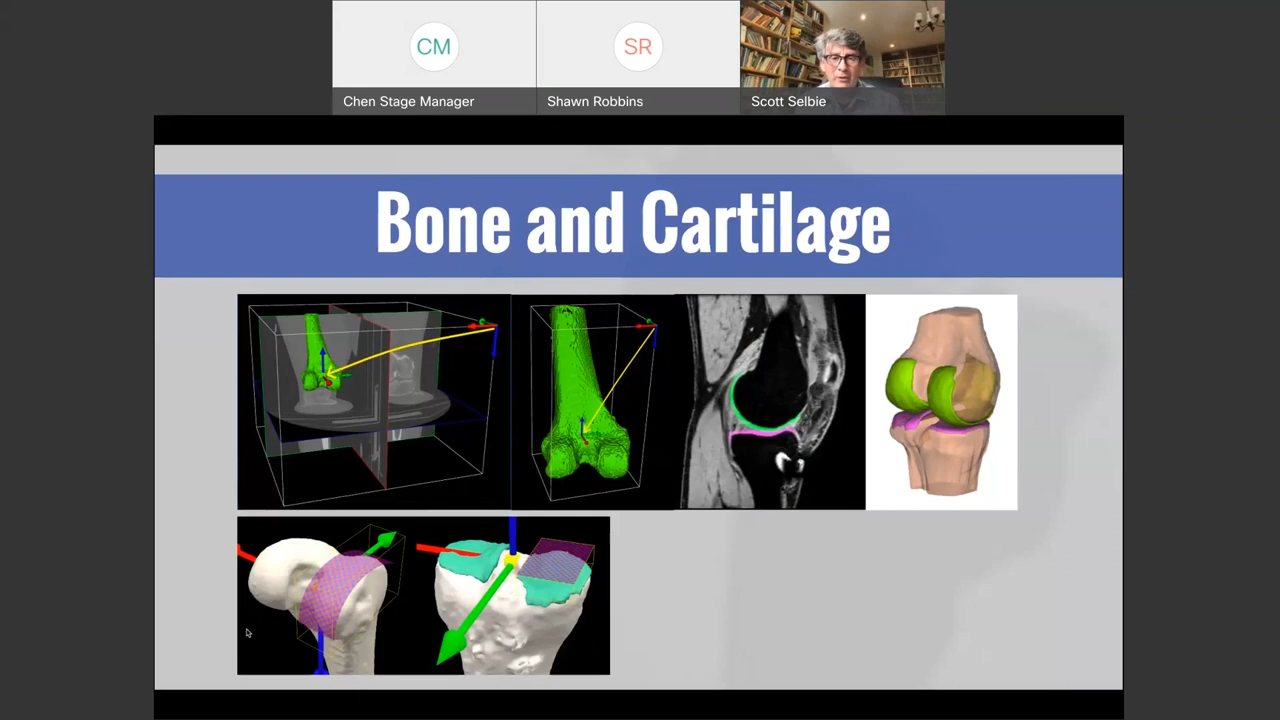 CM
SR
Chen Stage Manager
Shawn Robbins
Scott Selbie
Bone and Cartilage